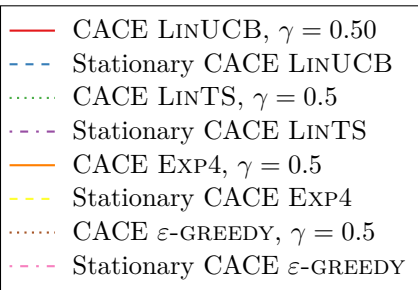 CACE LINUCB, γ = 0.50
Stationary CACE LINUCB
CACE LINTS, γ = 0.5
Stationary CACE LINTS
CACE EXP4, γ = 0.5
Stationary CACE EXP4
CACE ε-GREEDY, γ = 0.5
Stationary CACE ε-GREEDY